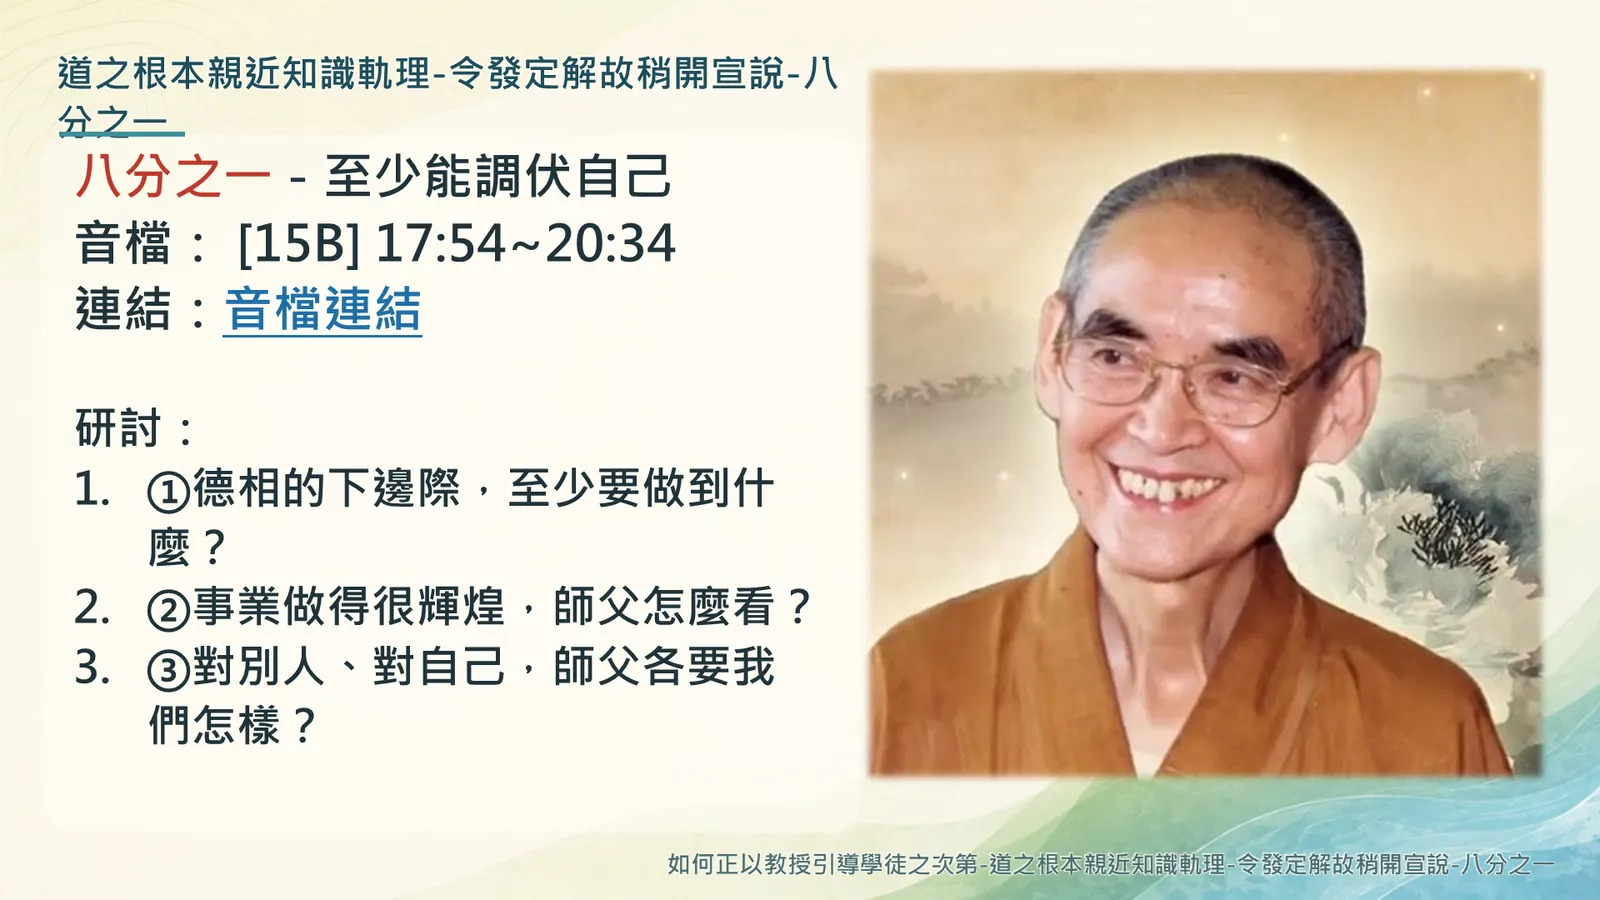 道之根本親近知識軌理-令發定解故稍開宣說-八
分之一
八分之一 - 至少能調伏自己
音檔： [15B] 17:54~20:34
連結：音檔連結
研討：
1. ①德相的下邊際，至少要做到什
麼？
2. ②事業做得很輝煌，師父怎麼看？
3. ③對別人、對自己，師父各要我
們怎樣？
如何正以教授引導學徒之次第-道之根本親近知識軌理-令發定解故稍開宣說-八分之一